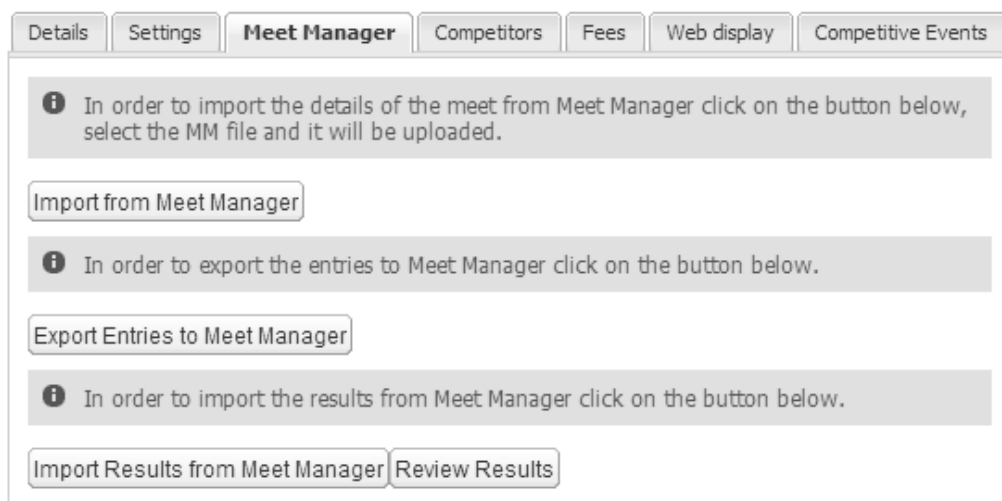 Details Settings Meet Manager Competitors Fees Web display Competitive Events
In order to import the details of the meet from Meet Manager click on the button below,
select the MM file and it will be uploaded.
Import from Meet Manager
In order to export the entries to Meet Manager click on the button below.
Export Entries to Meet Manager
In order to import the results from Meet Manager click on the button below.
Import Results from Meet Manager Review Results